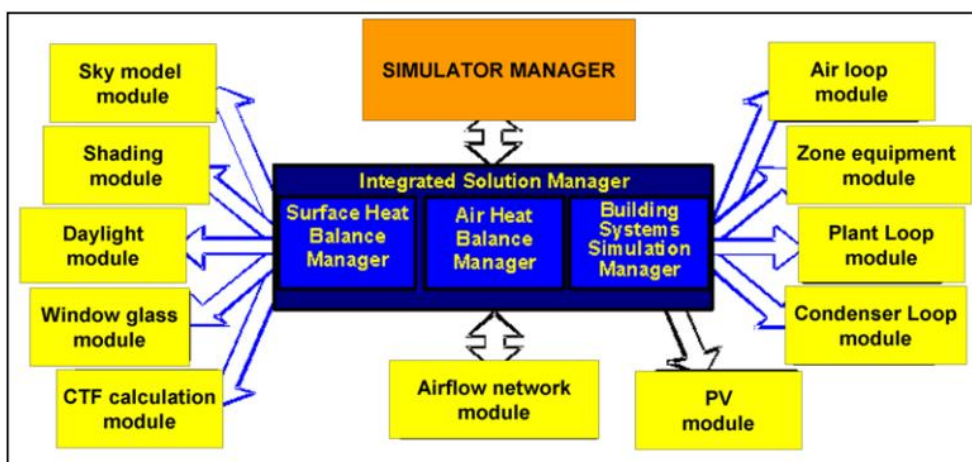 SIMULATOR MANAGER
Sky model
module
Shading
module
Daylight
module
Window glass
module
CTF calculation
module
Integrated Solution Manager
Surface Heat
Balance
Manager
Air Heat
Balance
Manager
Building
Systems
Simulation
Manager
Airflow network
module
PV
module
Air loop
module
Zone equipment
module
Plant Loop
module
Condenser Loop
module